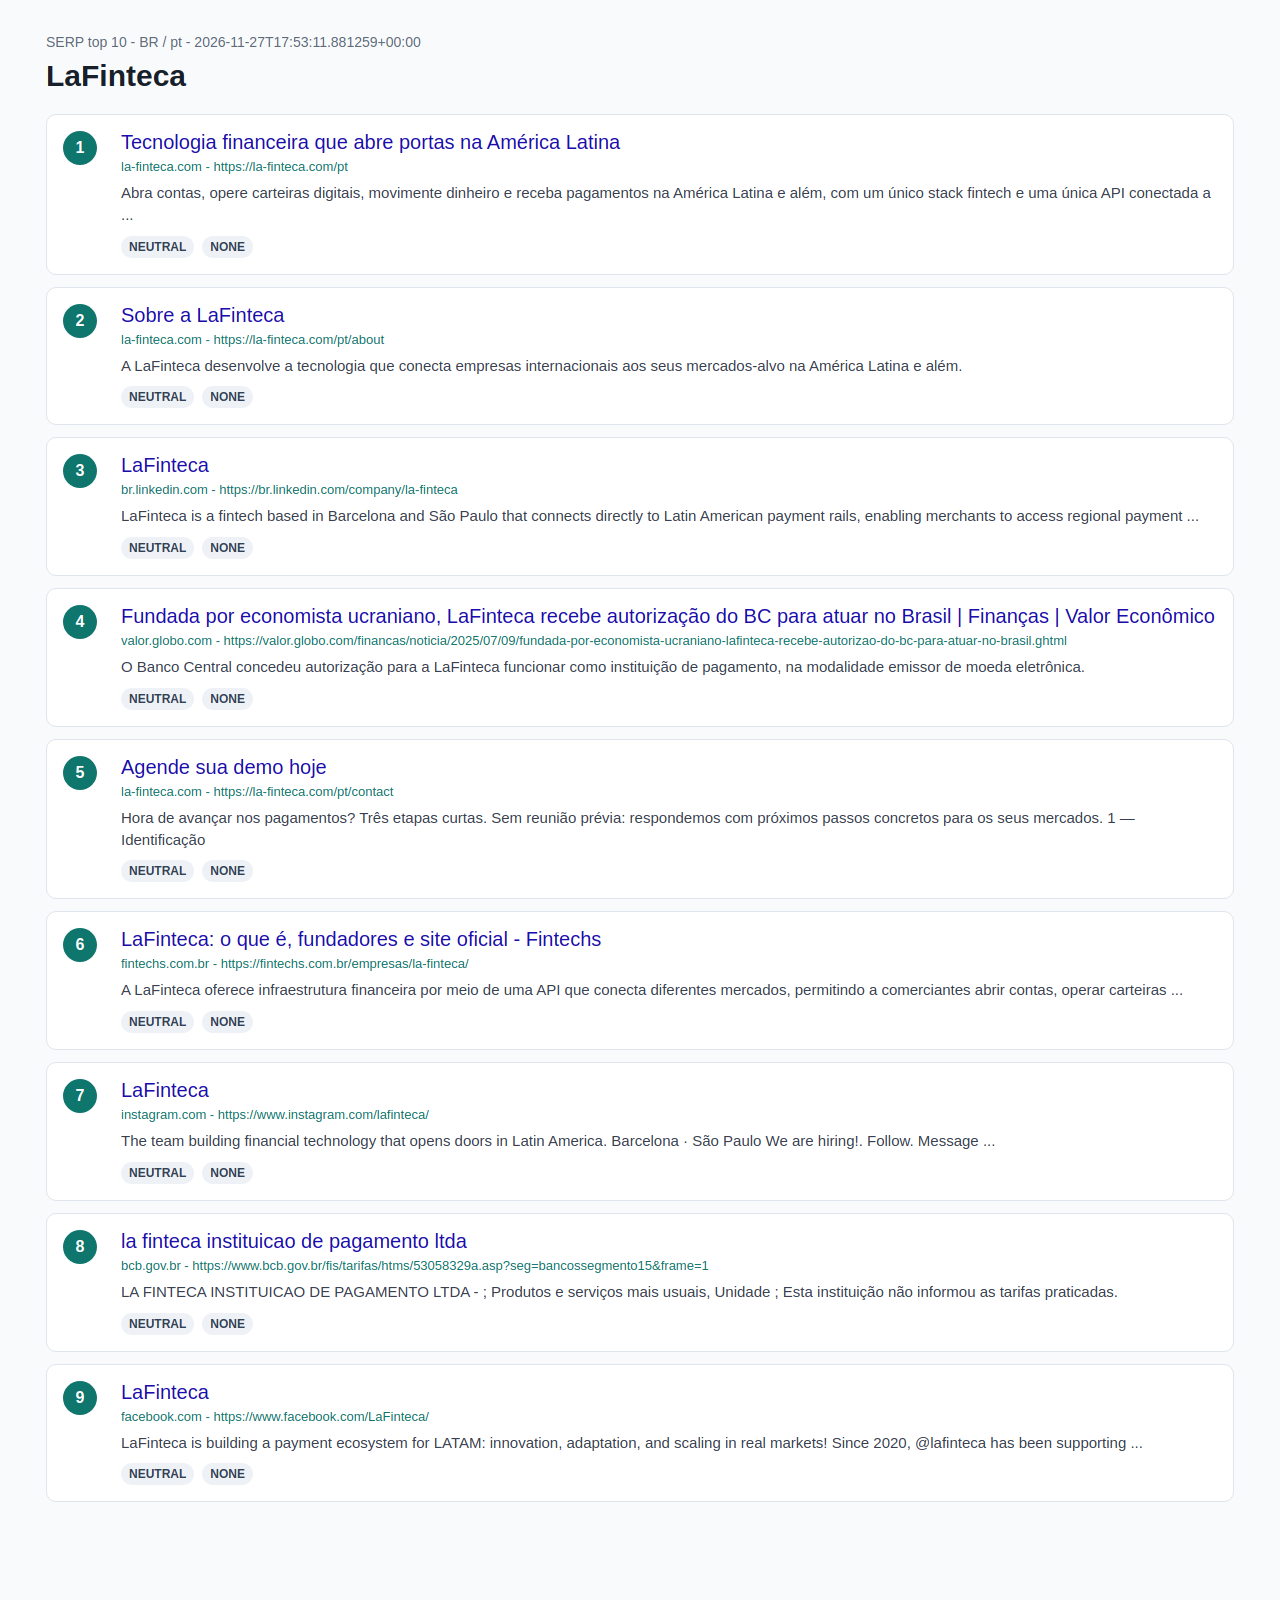 SERP top 10 - BR / pt - 2026-11-27T17:53:11.881259+00:00
LaFinteca
1
Tecnologia financeira que abre portas na América Latina
la-finteca.com - https://la-finteca.com/pt
Abra contas, opere carteiras digitais, movimente dinheiro e receba pagamentos na América Latina e além, com um único stack fintech e uma única API conectada a
...
NEUTRAL NONE
2
Sobre a LaFinteca
la-finteca.com - https://la-finteca.com/pt/about
A LaFinteca desenvolve a tecnologia que conecta empresas internacionais aos seus mercados-alvo na América Latina e além.
NEUTRAL NONE
3
LaFinteca
br.linkedin.com - https://br.linkedin.com/company/la-finteca
LaFinteca is a fintech based in Barcelona and São Paulo that connects directly to Latin American payment rails, enabling merchants to access regional payment ...
NEUTRAL NONE
4
Fundada por economista ucraniano, LaFinteca recebe autorização do BC para atuar no Brasil | Finanças | Valor Econômico
valor.globo.com - https://valor.globo.com/financas/noticia/2025/07/09/fundada-por-economista-ucraniano-lafinteca-recebe-autorizao-do-bc-para-atuar-no-brasil.ghtml
O Banco Central concedeu autorização para a LaFinteca funcionar como instituição de pagamento, na modalidade emissor de moeda eletrônica.
NEUTRAL NONE
5
Agende sua demo hoje
la-finteca.com - https://la-finteca.com/pt/contact
Hora de avançar nos pagamentos? Três etapas curtas. Sem reunião prévia: respondemos com próximos passos concretos para os seus mercados. 1 —
Identificação
NEUTRAL NONE
6
LaFinteca: o que é, fundadores e site oficial - Fintechs
fintechs.com.br - https://fintechs.com.br/empresas/la-finteca/
A LaFinteca oferece infraestrutura financeira por meio de uma API que conecta diferentes mercados, permitindo a comerciantes abrir contas, operar carteiras ...
NEUTRAL NONE
7
LaFinteca
instagram.com - https://www.instagram.com/lafinteca/
The team building financial technology that opens doors in Latin America. Barcelona · São Paulo We are hiring!. Follow. Message ...
NEUTRAL NONE
8
la finteca instituicao de pagamento ltda
bcb.gov.br - https://www.bcb.gov.br/fis/tarifas/htms/53058329a.asp?seg=bancossegmento15&frame=1
LA FINTECA INSTITUICAO DE PAGAMENTO LTDA - ; Produtos e serviços mais usuais, Unidade ; Esta instituição não informou as tarifas praticadas.
NEUTRAL NONE
9
LaFinteca
facebook.com - https://www.facebook.com/LaFinteca/
LaFinteca is building a payment ecosystem for LATAM: innovation, adaptation, and scaling in real markets! Since 2020, @lafinteca has been supporting ...
NEUTRAL NONE